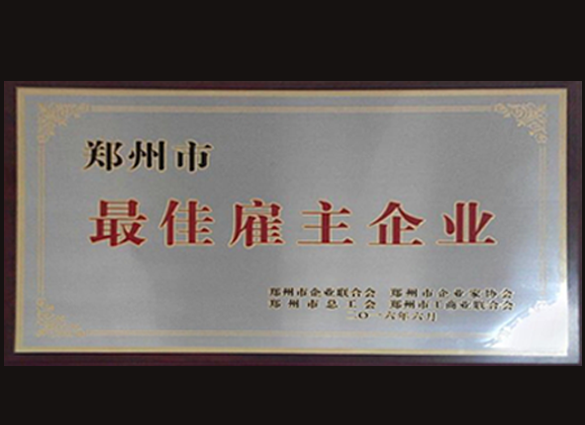 郑州市
最佳雇主企业
郑州市企业联合会 郑州市企业家协会
郑州市总工会 郑州市工商业联合会
二〇一六年六月